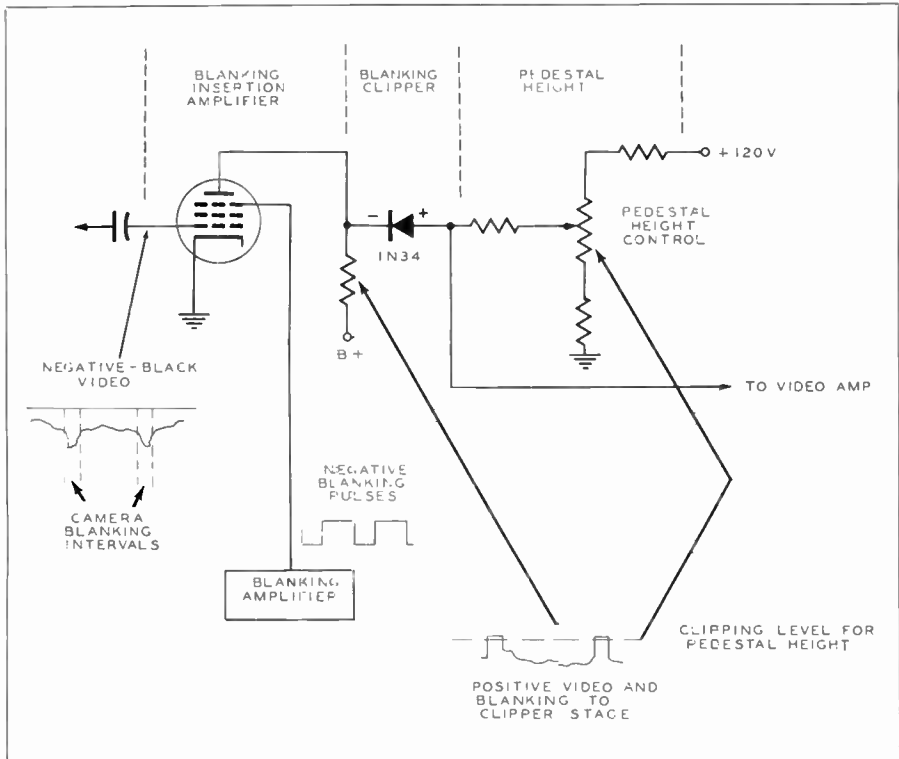 BLANKING
INSERTION
AMPLIFIER
BLANKING
CLIPPER
PEDESTAL
HEIGHT
+120V
PEDESTAL
HEIGHT
CONTROL
- +
1N34
B+
NEGATIVE-BLACK
VIDEO
TO VIDEO AMP
NEGATIVE
BLANKING
PULSES
CAMERA
BLANKING
INTERVALS
BLANKING
AMPLIFIER
CLIPPING LEVEL FOR
PEDESTAL HEIGHT
POSITIVE VIDEO AND
BLANKING TO
CLIPPER STAGE